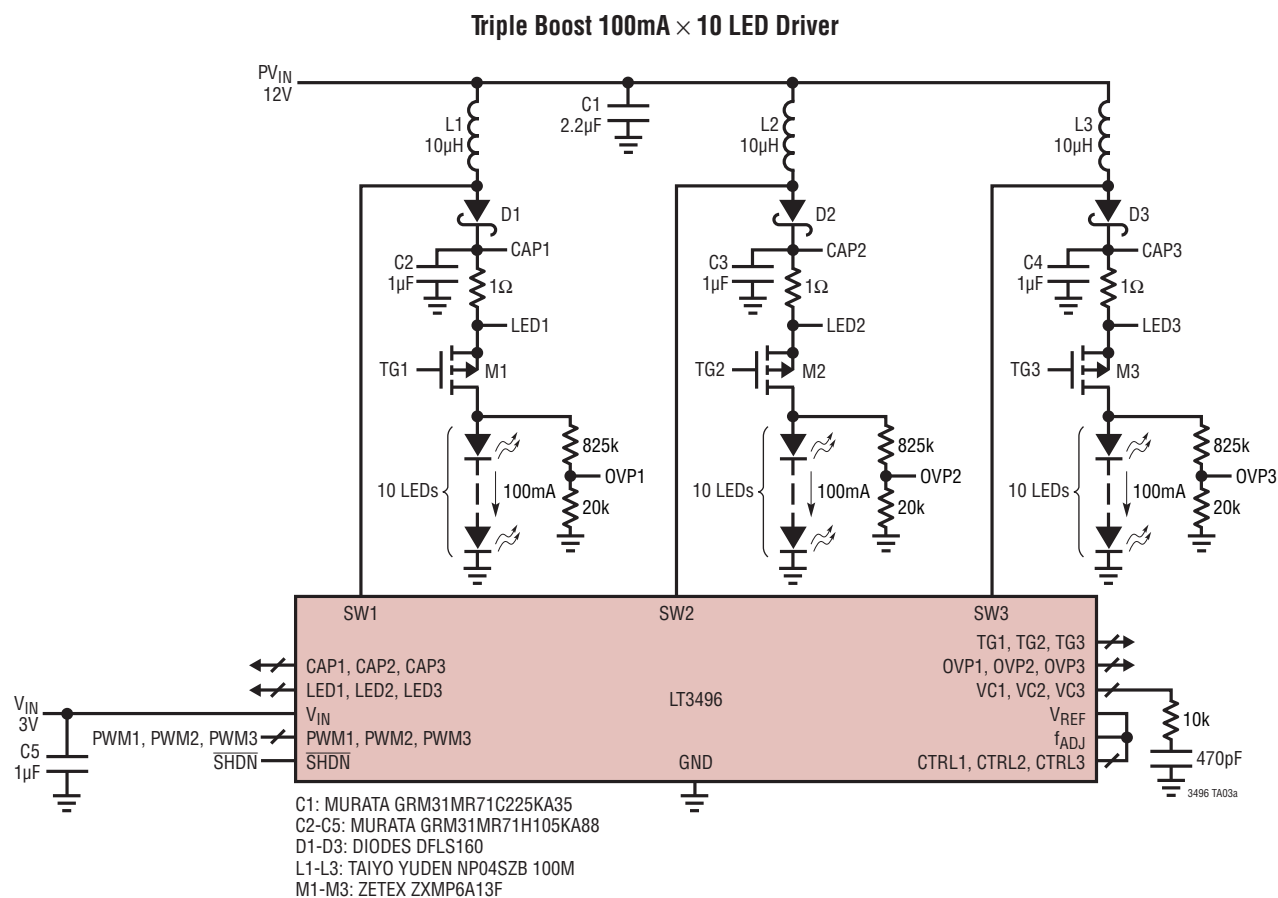 Triple Boost 100mA × 10 LED Driver
PVIN
12V
C1
2.2µF
L1
10µH
L2
10µH
L3
10µH
D1
D2
D3
CAP1
CAP2
CAP3
C2
1µF
C3
1µF
C4
1µF
1Ω
1Ω
1Ω
LED1
LED2
LED3
TG1
M1
TG2
M2
TG3
M3
825k
825k
825k
OVP1
OVP2
OVP3
10 LEDs
100mA
20k
10 LEDs
100mA
20k
10 LEDs
100mA
20k
SW1
SW2
SW3
TG1, TG2, TG3
CAP1, CAP2, CAP3
OVP1, OVP2, OVP3
LED1, LED2, LED3
LT3496
VC1, VC2, VC3
VIN
3V
VIN
VREF
10k
PWM1, PWM2, PWM3
PWM1, PWM2, PWM3
fADJ
C5
1µF
SHDN
SHDN
GND
CTRL1, CTRL2, CTRL3
470pF
3496 TA03a
C1: MURATA GRM31MR71C225KA35
C2-C5: MURATA GRM31MR71H105KA88
D1-D3: DIODES DFLS160
L1-L3: TAIYO YUDEN NP04SZB 100M
M1-M3: ZETEX ZXMP6A13F